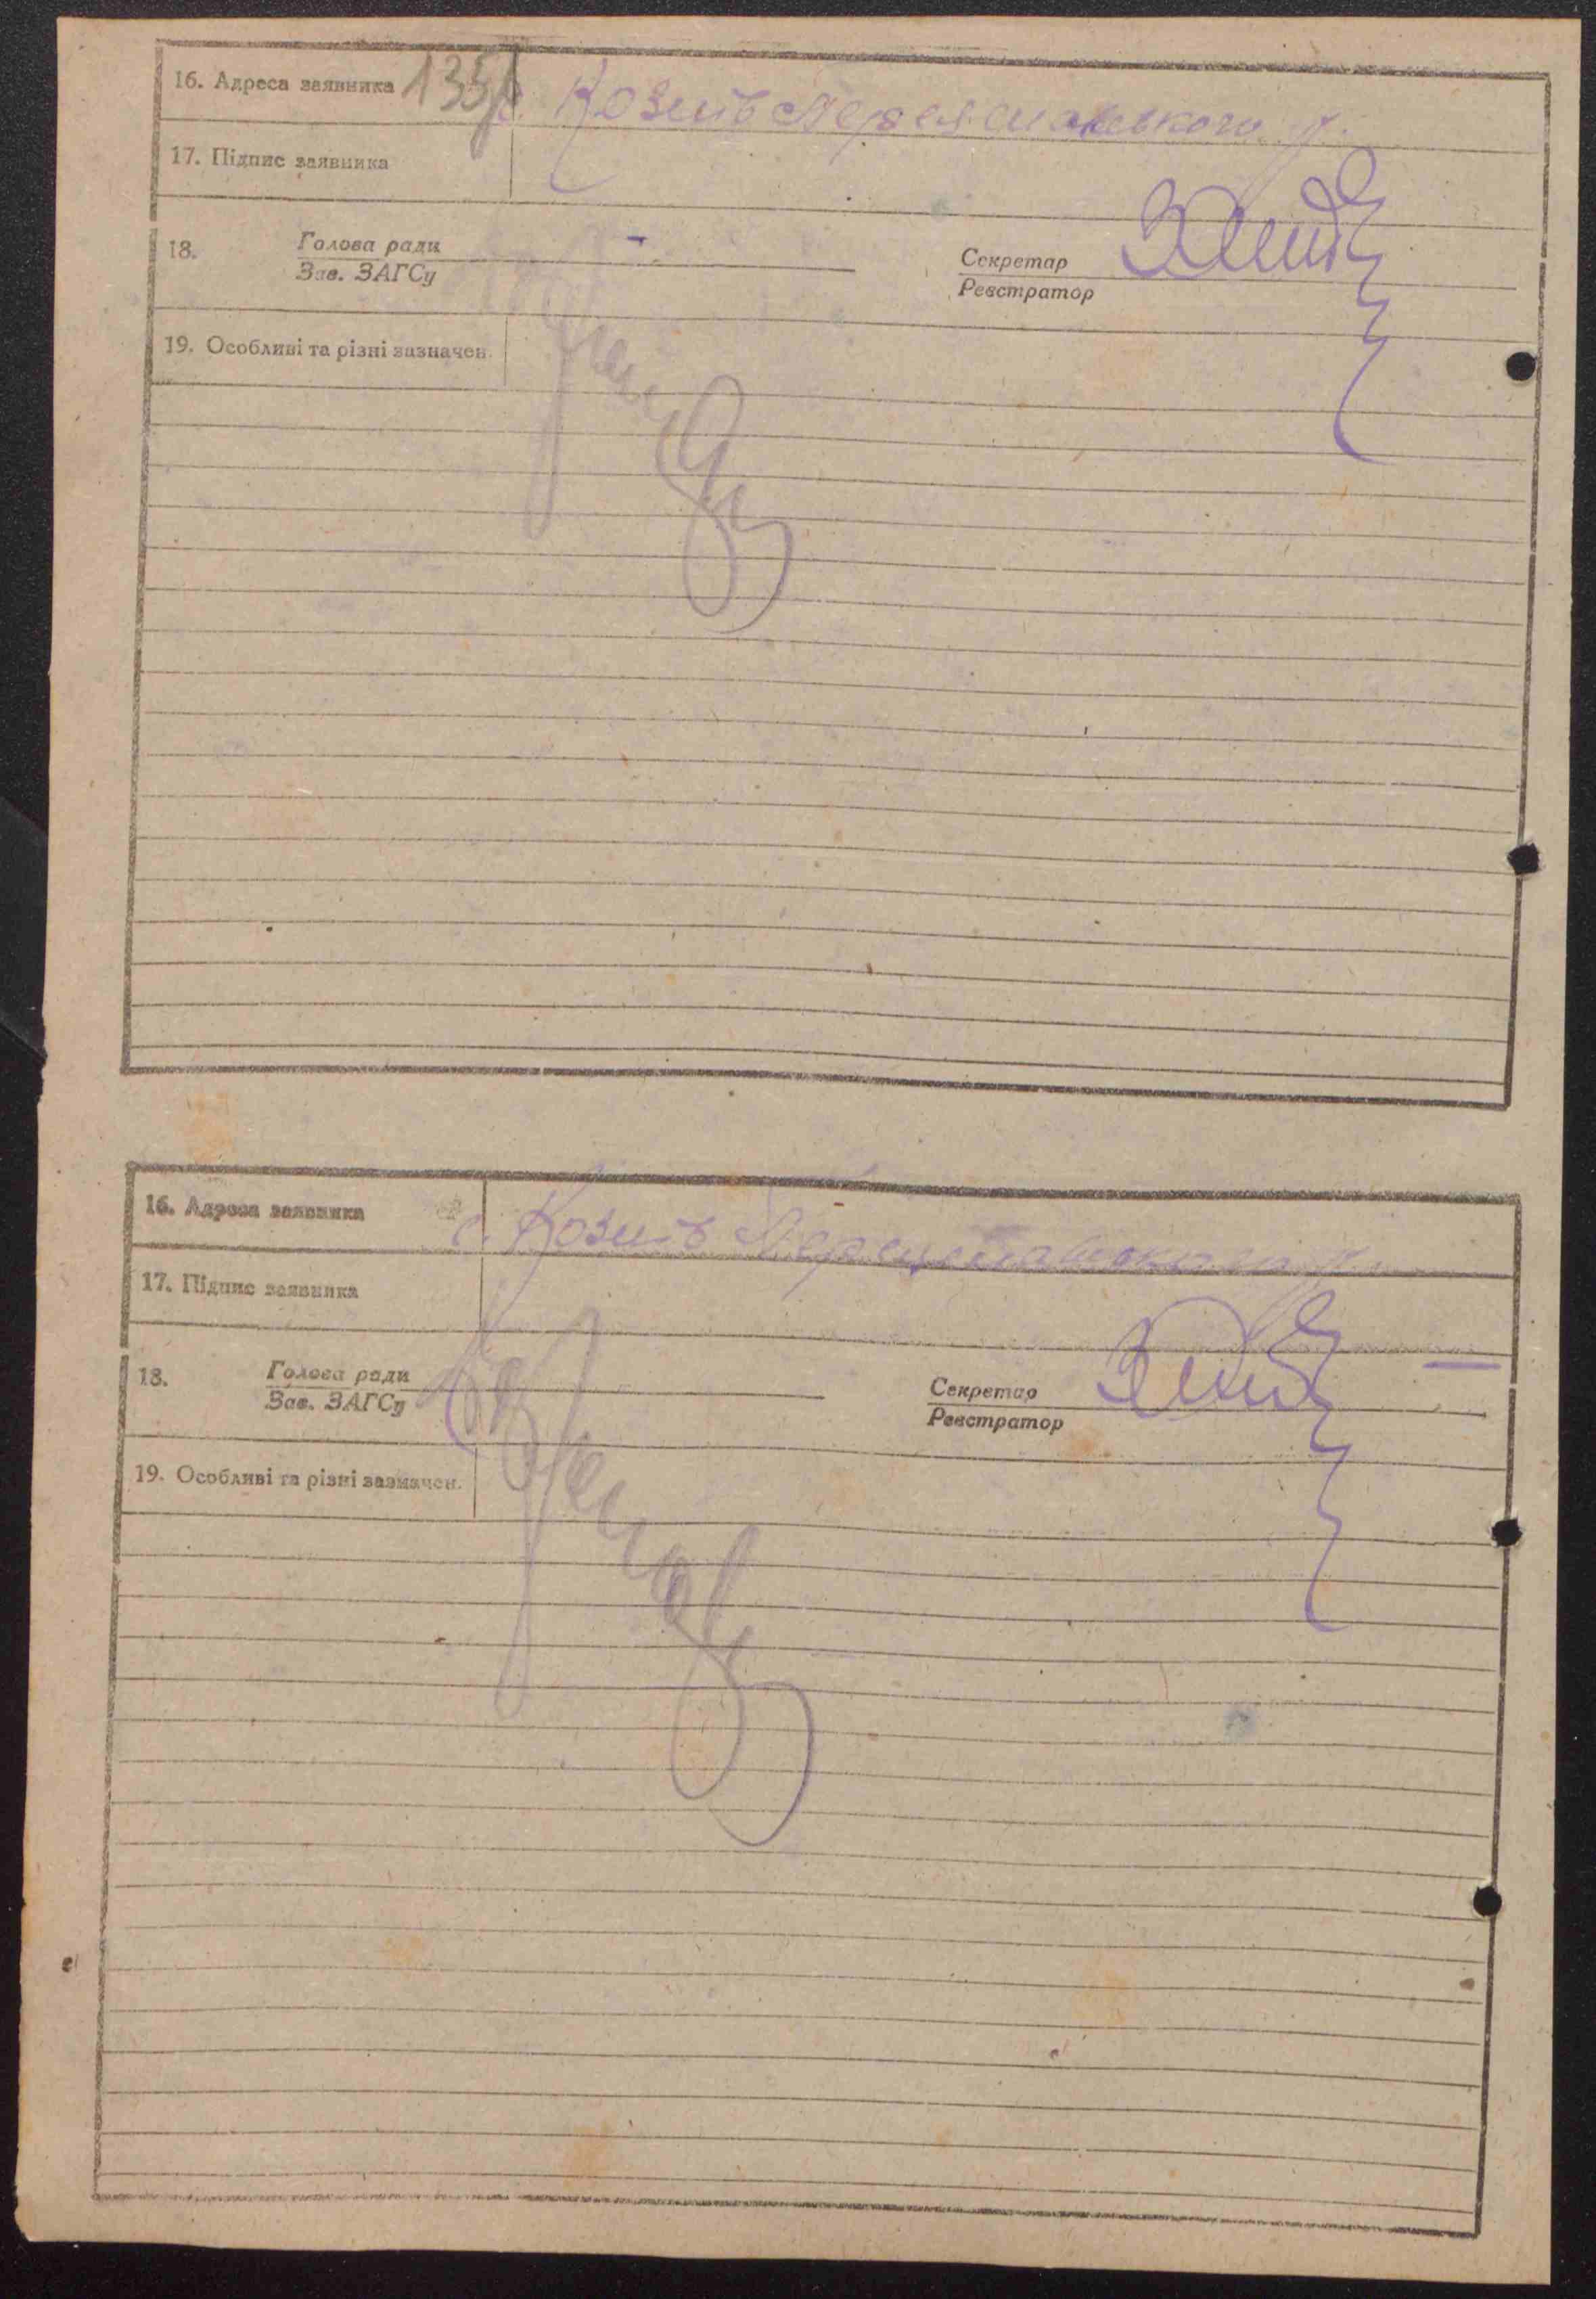 16. Адреса заявника 135 с. Козлів Переяславського р.
17. Підпис заявника
18. Голова ради Секретар
Зав. ЗАГСу Реєстратор
19. Особливі та різні зазначен.
16. Адреса заявника с. Козлів Переяславського р.
17. Підпис заявника
18. Голова ради Секретар
Зав. ЗАГСу Реєстратор
19. Особливі та різні зазначен.